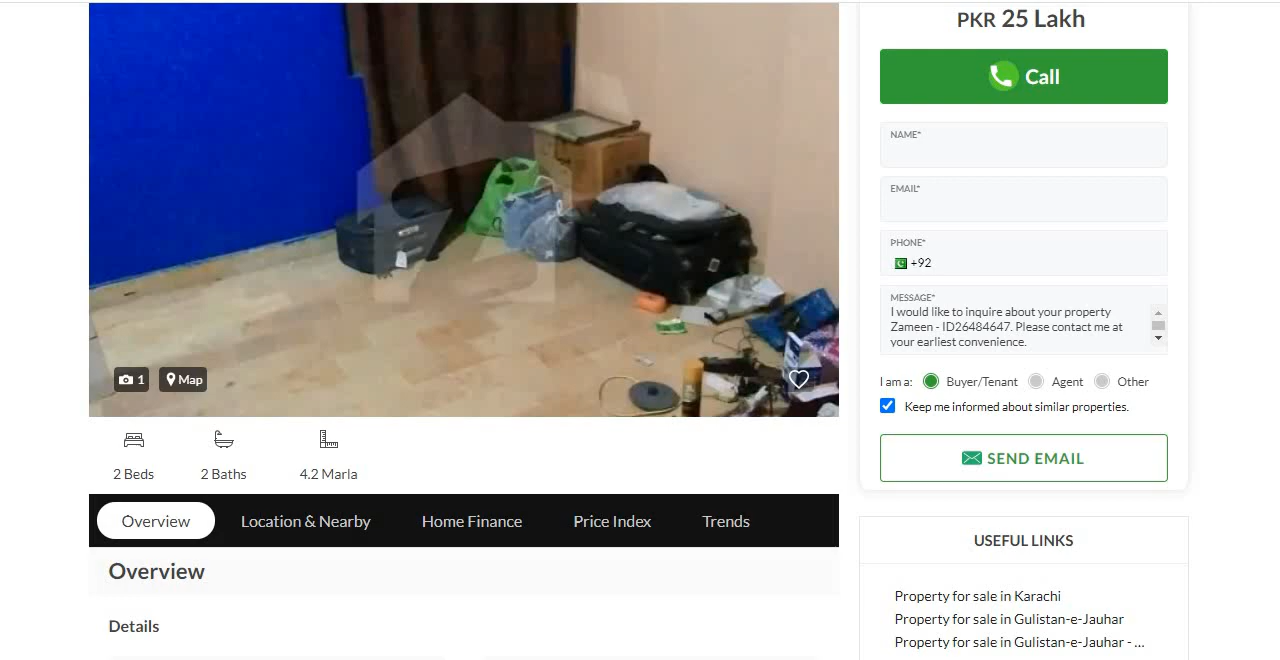 PKR 25 Lakh
Call
NAME*
EMAIL*
PHONE*
+92
MESSAGE*
I would like to inquire about your property
Zameen - ID26484647. Please contact me at
your earliest convenience.
I am a: Buyer/Tenant Agent Other
Keep me informed about similar properties.
SEND EMAIL
1 Map
2 Beds 2 Baths 4.2 Marla
Overview Location & Nearby Home Finance Price Index Trends
Overview
Details
USEFUL LINKS
Property for sale in Karachi
Property for sale in Gulistan-e-Jauhar
Property for sale in Gulistan-e-Jauhar - ...